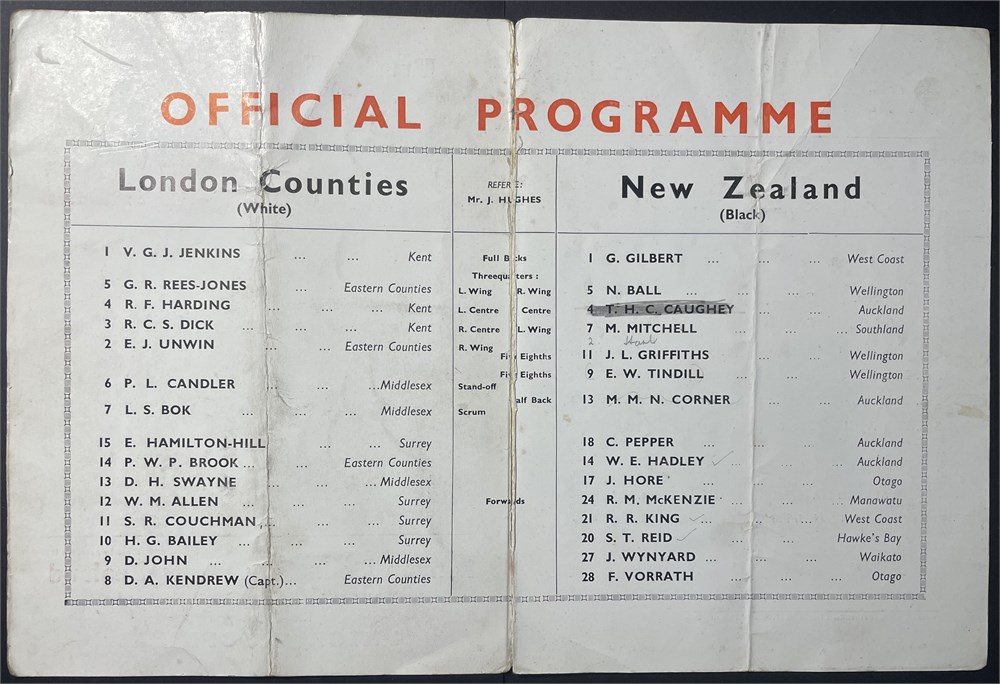 OFFICIAL PROGRAMME
London Counties
(White)
1 V. G. J. JENKINS ... ... Kent
5 G. R. REES-JONES ... Eastern Counties
4 R. F. HARDING ... ... Kent
3 R. C. S. DICK ... ... Kent
2 E. J. UNWIN ... ... Eastern Counties
6 P. L. CANDLER ... ...Middlesex
7 L. S. BOK ... ... ... Middlesex
15 E. HAMILTON-HILL ... ... Surrey
14 P. W. P. BROOK ... ... Eastern Counties
13 D. H. SWAYNE ... ... ... Middlesex
12 W. M. ALLEN ... ... ... Surrey
11 S. R. COUCHMAN ... ... ... Surrey
10 H. G. BAILEY ... ... ... Surrey
9 D. JOHN ... ... ... ... Middlesex
8 D. A. KENDREW (Capt.)... Eastern Counties
REFEREE:
Mr. J. HUGHES
Full Backs
Threequarters :
L. Wing R. Wing
L. Centre Centre
R. Centre L. Wing
R. Wing
Five Eighths
Five Eighths
Stand-off
Half Back
Scrum
Forwards
New Zealand
(Black)
1 G. GILBERT ... ... ... West Coast
5 N. BALL ... ... ... Wellington
4 T. H. C. CAUGHEY ... ... Auckland
7 M. MITCHELL ... ... Southland
2. Hart
11 J. L. GRIFFITHS ... ... Wellington
9 E. W. TINDILL ... ... Wellington
13 M. M. N. CORNER ... ... Auckland
18 C. PEPPER ... ... ... Auckland
14 W. E. HADLEY ✓ ... ... Auckland
17 J. HORE ... ... ... Otago
24 R. M. McKENZIE ... ... Manawatu
21 R. R. KING ✓ ... ... ... West Coast
20 S. T. REID ✓ ... ... Hawke's Bay
27 J. WYNYARD ... ... ... Waikato
28 F. VORRATH ... ... ... Otago